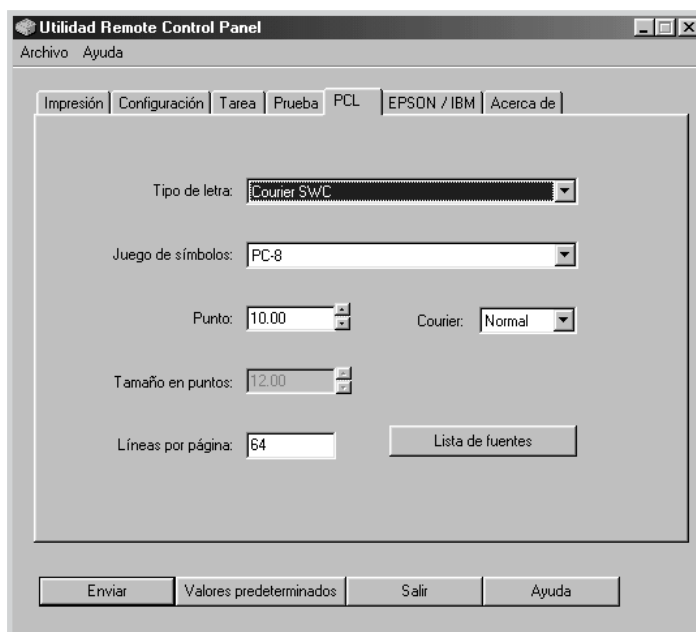 Utilidad Remote Control Panel
Archivo Ayuda
Impresión Configuración Tarea Prueba PCL EPSON / IBM Acerca de
Tipo de letra: Courier SWC
Juego de símbolos: PC-8
Punto: 10.00 Courier: Normal
Tamaño en puntos: 12.00
Líneas por página: 64 Lista de fuentes
Enviar Valores predeterminados Salir Ayuda